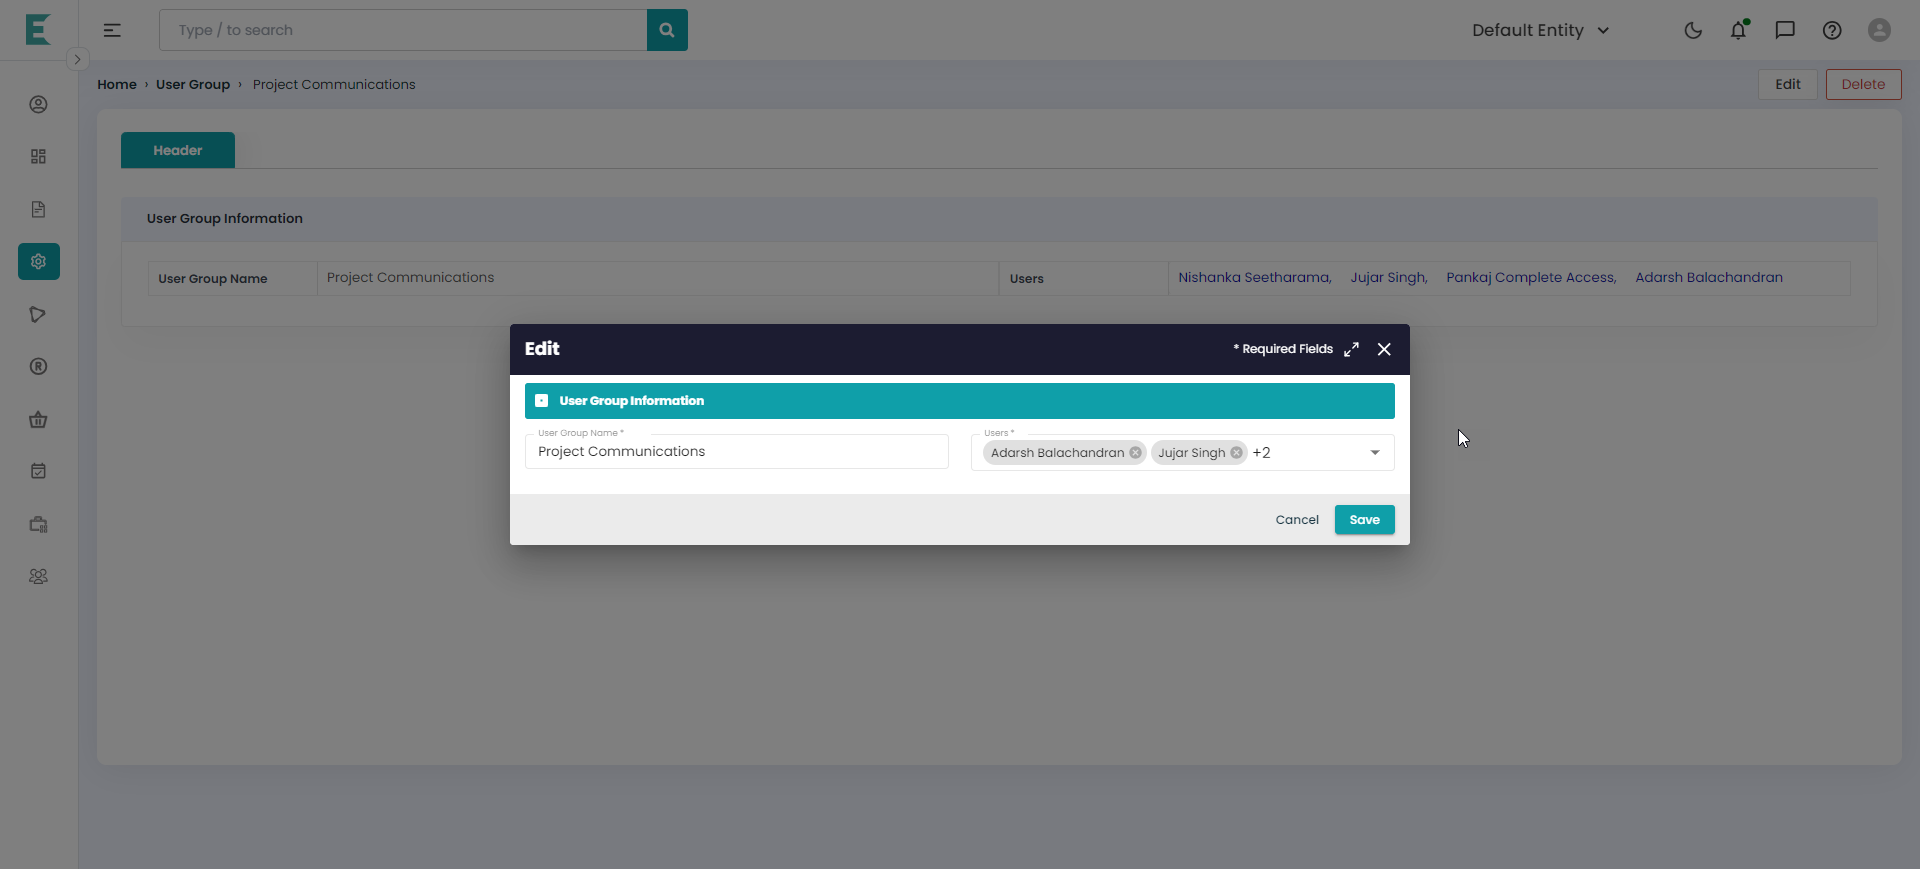 Type / to search
Default Entity
Home › User Group › Project Communications
Edit
Delete
Header
User Group Information
User Group Name
Project Communications
Users
Nishanka Seetharama, Jujar Singh, Pankaj Complete Access, Adarsh Balachandran
Edit
* Required Fields
User Group Information
User Group Name *
Project Communications
Users *
Adarsh Balachandran Jujar Singh +2
Cancel
Save